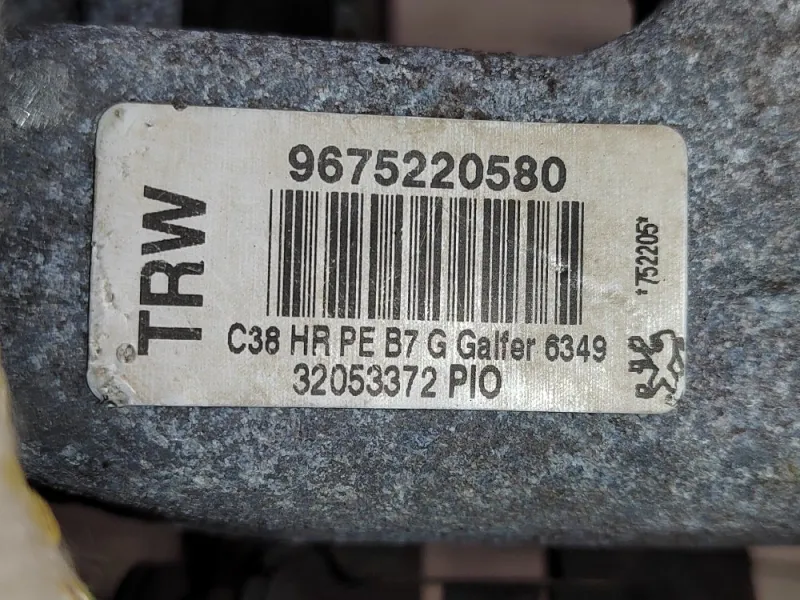 TRW
9675220580
C38 HR PE B7 G Galfer 6349
32053372 PIO
*752205*